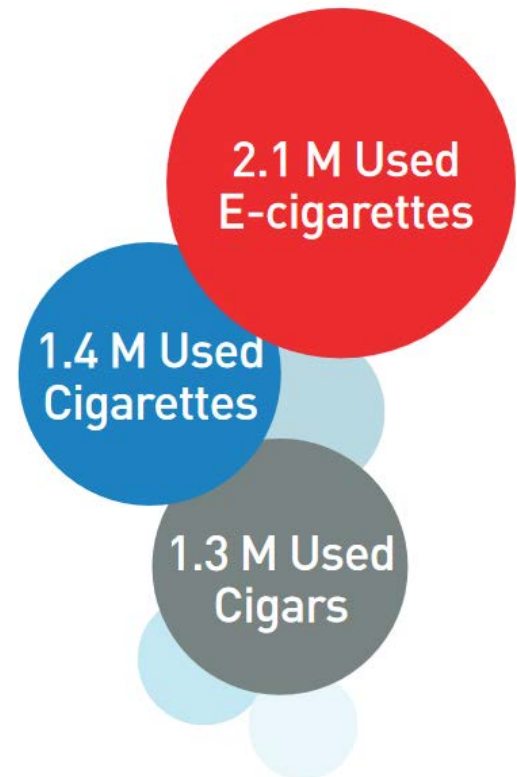 2.1 M Used
E-cigarettes
1.4 M Used
Cigarettes
1.3 M Used
Cigars